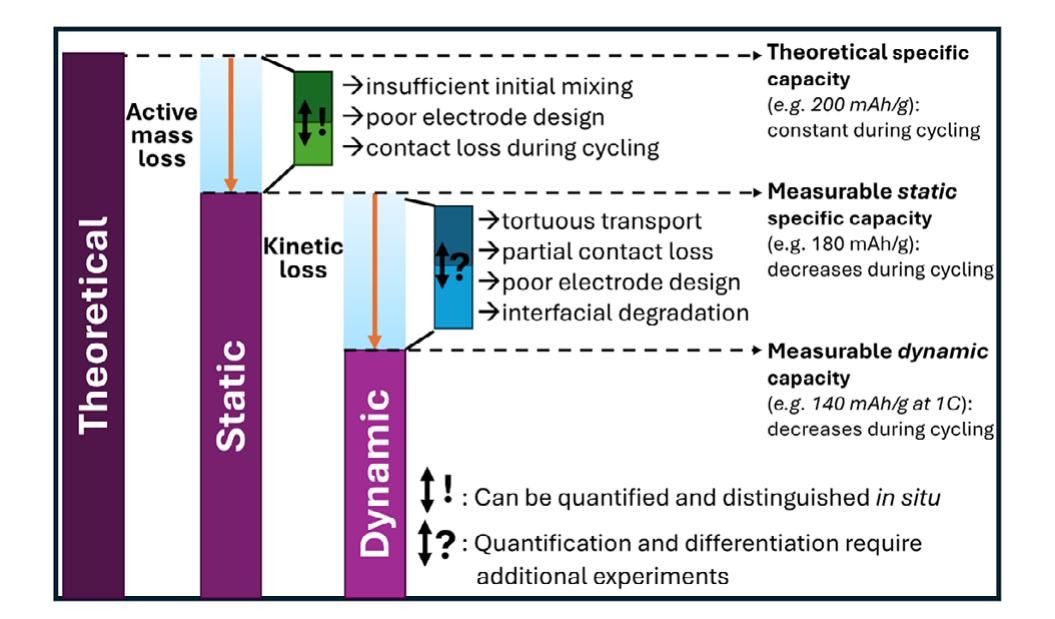 Theoretical
Active
mass
loss
Static
!
→insufficient initial mixing
→poor electrode design
→contact loss during cycling
Kinetic
loss
Dynamic
?
→tortuous transport
→partial contact loss
→poor electrode design
→interfacial degradation
Theoretical specific
capacity
(e.g. 200 mAh/g):
constant during cycling
Measurable static
specific capacity
(e.g. 180 mAh/g):
decreases during cycling
Measurable dynamic
capacity
(e.g. 140 mAh/g at 1C):
decreases during cycling
! : Can be quantified and distinguished in situ
? : Quantification and differentiation require
additional experiments